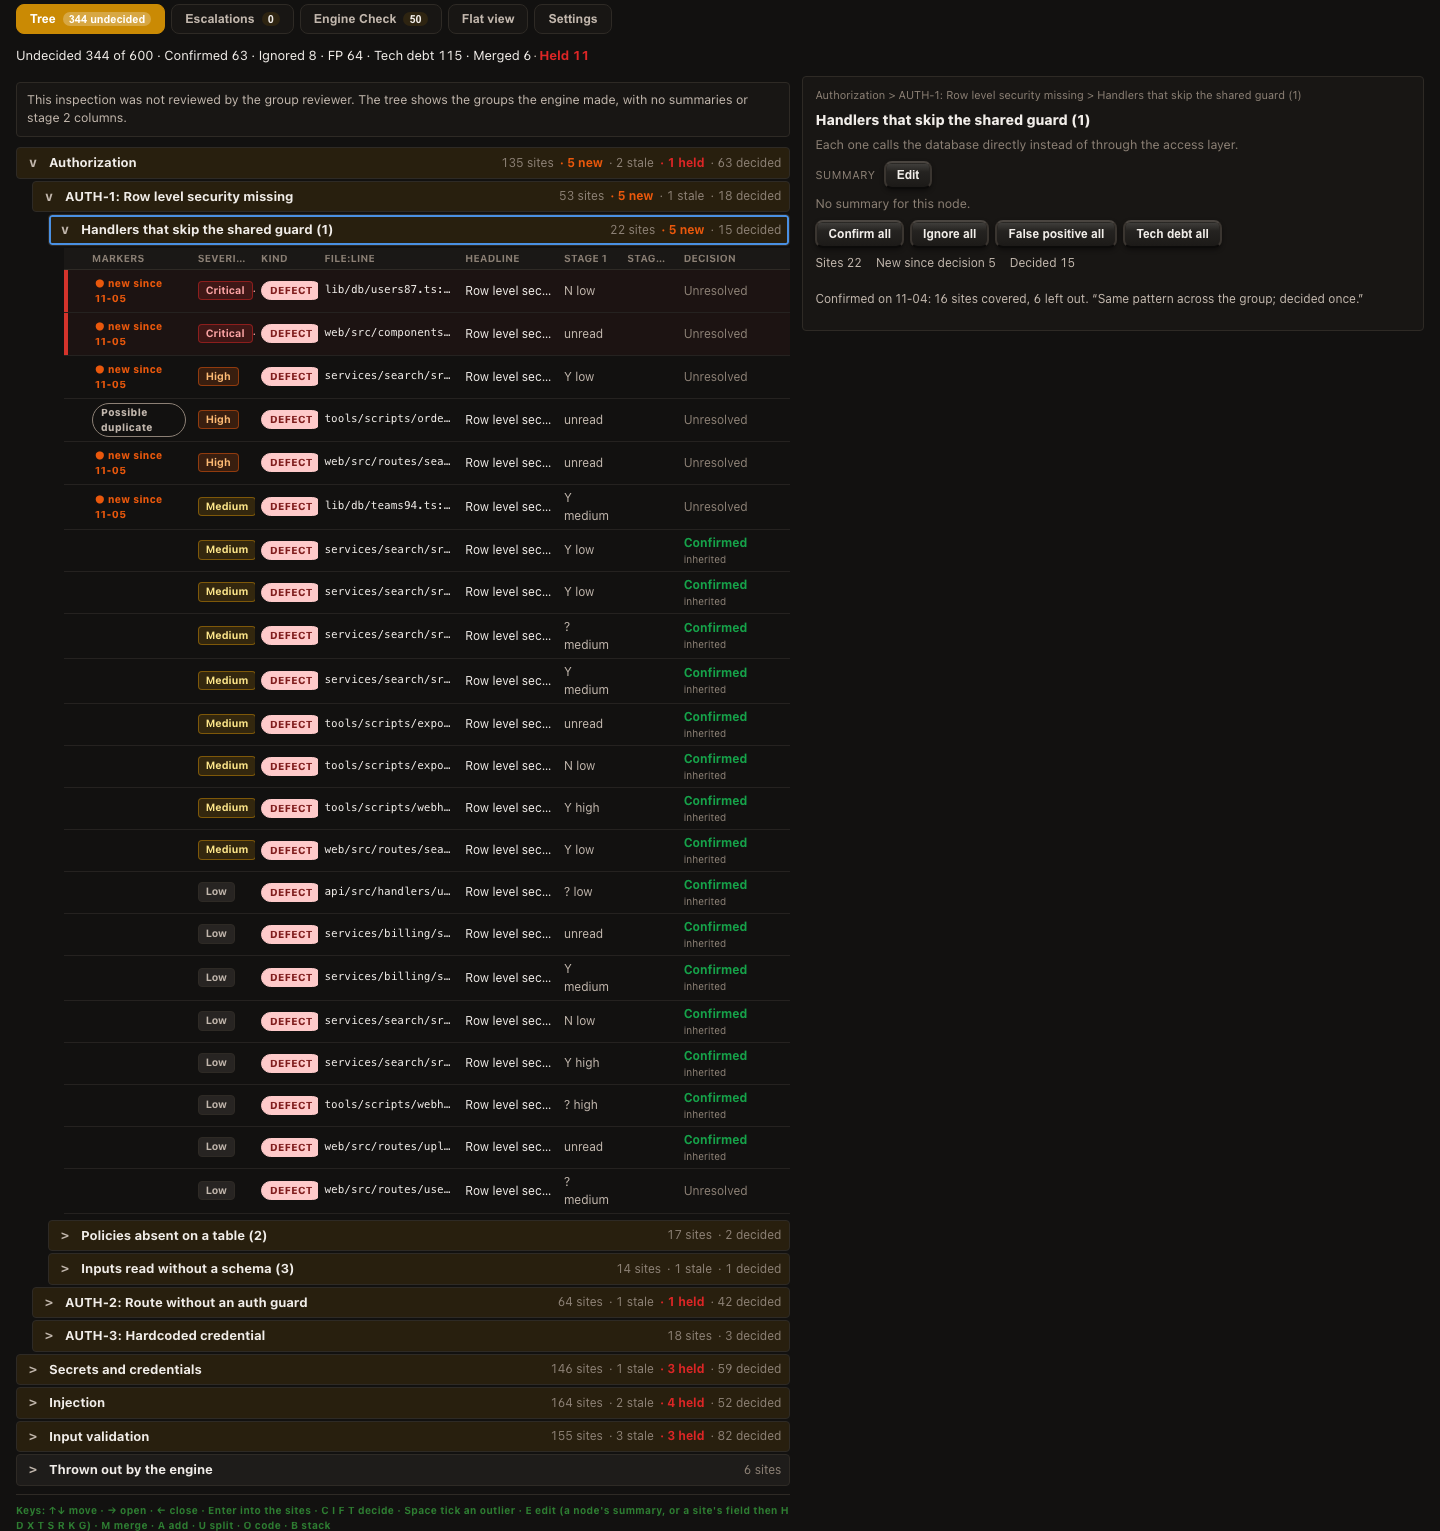 Tree 344 undecided Escalations 0 Engine Check 50 Flat view Settings
Undecided 344 of 600 · Confirmed 63 · Ignored 8 · FP 64 · Tech debt 115 · Merged 6 · Held 11
This inspection was not reviewed by the group reviewer. The tree shows the groups the engine made, with no summaries or
stage 2 columns.
v Authorization 135 sites · 5 new · 2 stale · 1 held · 63 decided
v AUTH-1: Row level security missing 53 sites · 5 new · 1 stale · 18 decided
v Handlers that skip the shared guard (1) 22 sites · 5 new · 15 decided
MARKERS SEVERI... KIND FILE:LINE HEADLINE STAGE 1 STAG... DECISION
● new since
11-05 Critical DEFECT lib/db/users87.ts:… Row level sec... N low Unresolved
● new since
11-05 Critical DEFECT web/src/components… Row level sec... unread Unresolved
● new since
11-05 High DEFECT services/search/sr… Row level sec... Y low Unresolved
Possible
duplicate High DEFECT tools/scripts/orde… Row level sec... unread Unresolved
● new since
11-05 High DEFECT web/src/routes/sea… Row level sec... unread Unresolved
● new since
11-05 Medium DEFECT lib/db/teams94.ts:… Row level sec... Y
medium Unresolved
Medium DEFECT services/search/sr… Row level sec... Y low Confirmed
inherited
Medium DEFECT services/search/sr… Row level sec... Y low Confirmed
inherited
Medium DEFECT services/search/sr… Row level sec... ?
medium Confirmed
inherited
Medium DEFECT services/search/sr… Row level sec... Y
medium Confirmed
inherited
Medium DEFECT tools/scripts/expo… Row level sec... unread Confirmed
inherited
Medium DEFECT tools/scripts/expo… Row level sec... N low Confirmed
inherited
Medium DEFECT tools/scripts/webh… Row level sec... Y high Confirmed
inherited
Medium DEFECT web/src/routes/sea… Row level sec... Y low Confirmed
inherited
Low DEFECT api/src/handlers/u… Row level sec... ? low Confirmed
inherited
Low DEFECT services/billing/s… Row level sec... unread Confirmed
inherited
Low DEFECT services/billing/s… Row level sec... Y
medium Confirmed
inherited
Low DEFECT services/search/sr… Row level sec... N low Confirmed
inherited
Low DEFECT services/search/sr… Row level sec... Y high Confirmed
inherited
Low DEFECT tools/scripts/webh… Row level sec... ? high Confirmed
inherited
Low DEFECT web/src/routes/upl… Row level sec... unread Confirmed
inherited
Low DEFECT web/src/routes/use… Row level sec... ?
medium Unresolved
> Policies absent on a table (2) 17 sites · 2 decided
> Inputs read without a schema (3) 14 sites · 1 stale · 1 decided
> AUTH-2: Route without an auth guard 64 sites · 1 stale · 1 held · 42 decided
> AUTH-3: Hardcoded credential 18 sites · 3 decided
> Secrets and credentials 146 sites · 1 stale · 3 held · 59 decided
> Injection 164 sites · 2 stale · 4 held · 52 decided
> Input validation 155 sites · 3 stale · 3 held · 82 decided
> Thrown out by the engine 6 sites
Keys: ↑↓ move · → open · ← close · Enter into the sites · C I F T decide · Space tick an outlier · E edit (a node's summary, or a site's field then H
D X T S R K G) · M merge · A add · U split · O code · B stack
Authorization > AUTH-1: Row level security missing > Handlers that skip the shared guard (1)
Handlers that skip the shared guard (1)
Each one calls the database directly instead of through the access layer.
SUMMARY Edit
No summary for this node.
Confirm all Ignore all False positive all Tech debt all
Sites 22 New since decision 5 Decided 15
Confirmed on 11-04: 16 sites covered, 6 left out. “Same pattern across the group; decided once.”